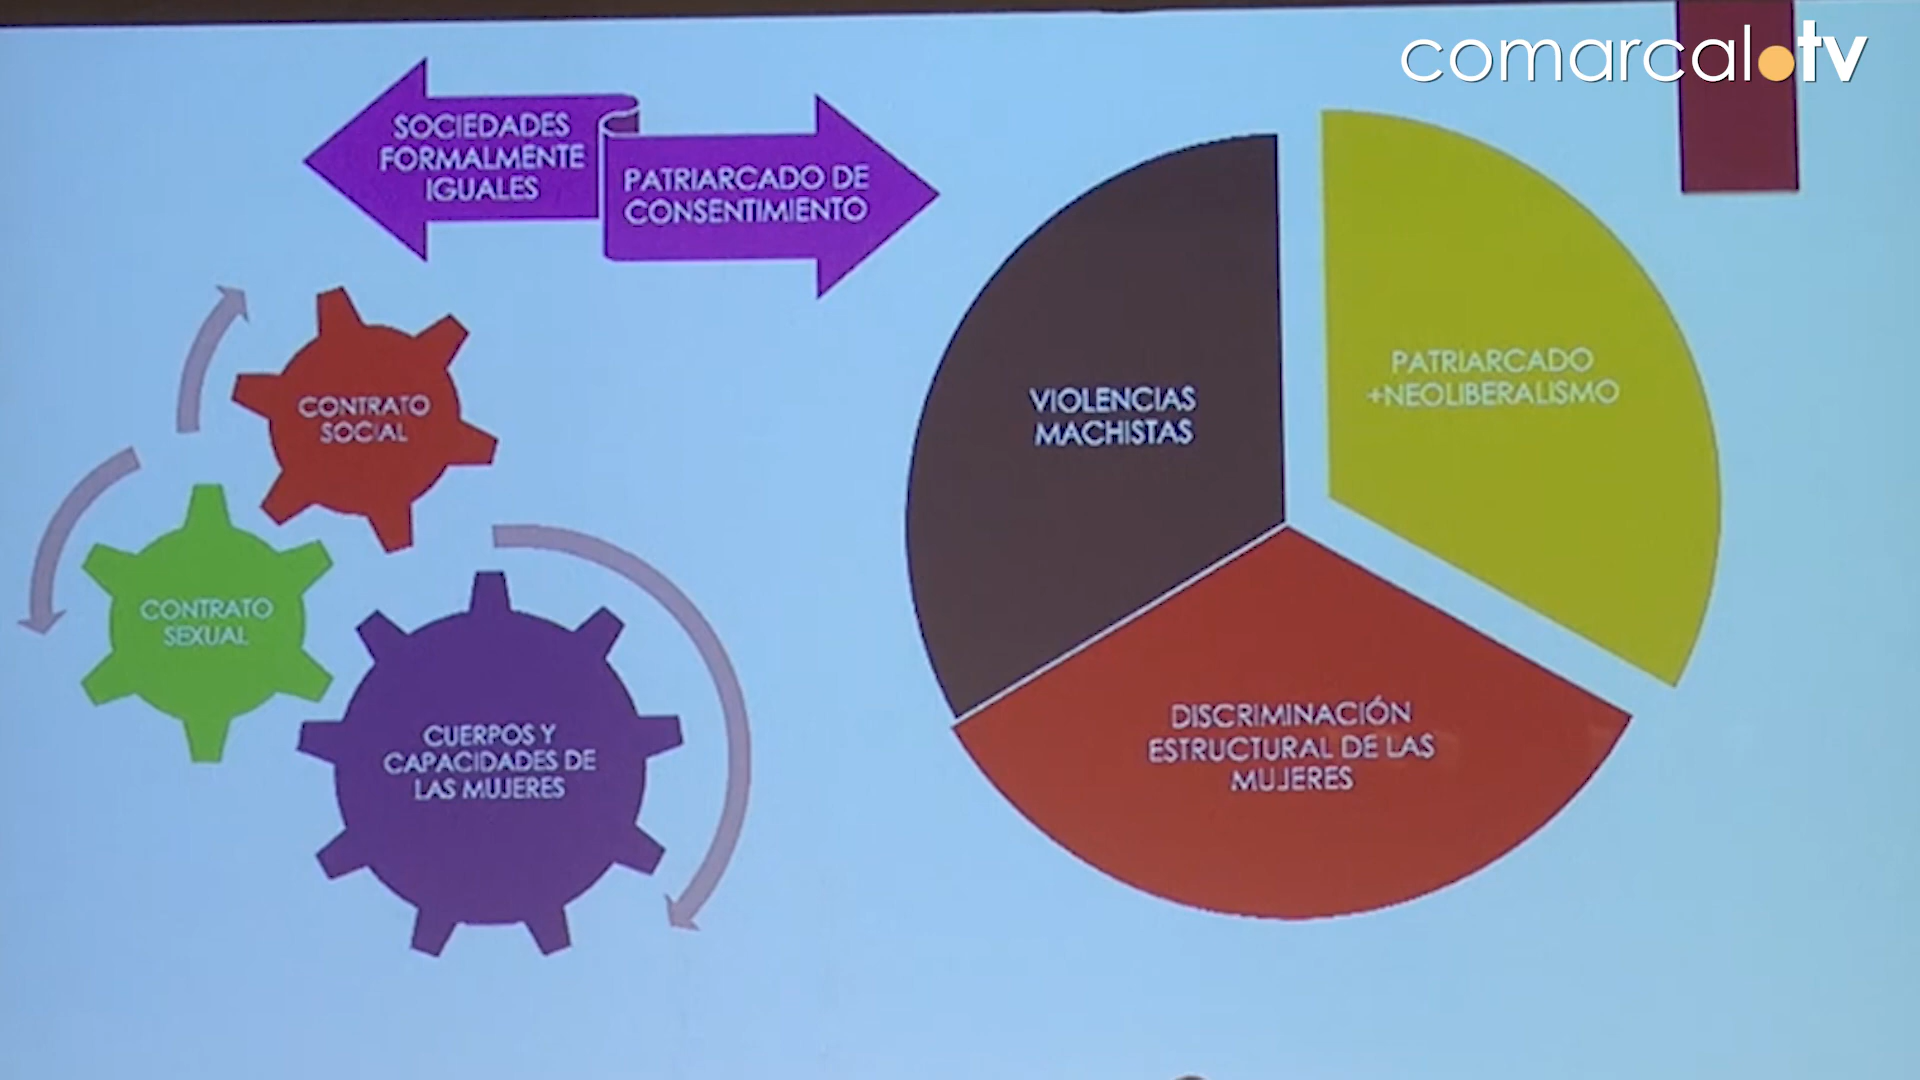 comarcal.tv
SOCIEDADES
FORMALMENTE
IGUALES
PATRIARCADO DE
CONSENTIMIENTO
CONTRATO
SOCIAL
CONTRATO
SEXUAL
CUERPOS Y
CAPACIDADES DE
LAS MUJERES
VIOLENCIAS
MACHISTAS
PATRIARCADO
+NEOLIBERALISMO
DISCRIMINACIÓN
ESTRUCTURAL DE LAS
MUJERES